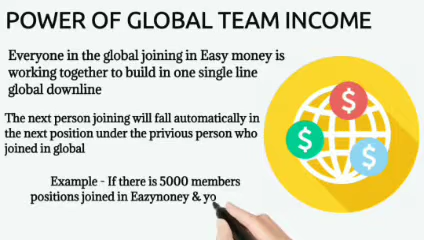 POWER OF GLOBAL TEAM INCOME
Everyone in the global joining in Easy money is
working together to build in one single line
global downline
The next person joining will fall automatically in
the next position under the privious person who
joined in global
Example - If there is 5000 members
positions joined in Eazynoney & yo
$
$
$